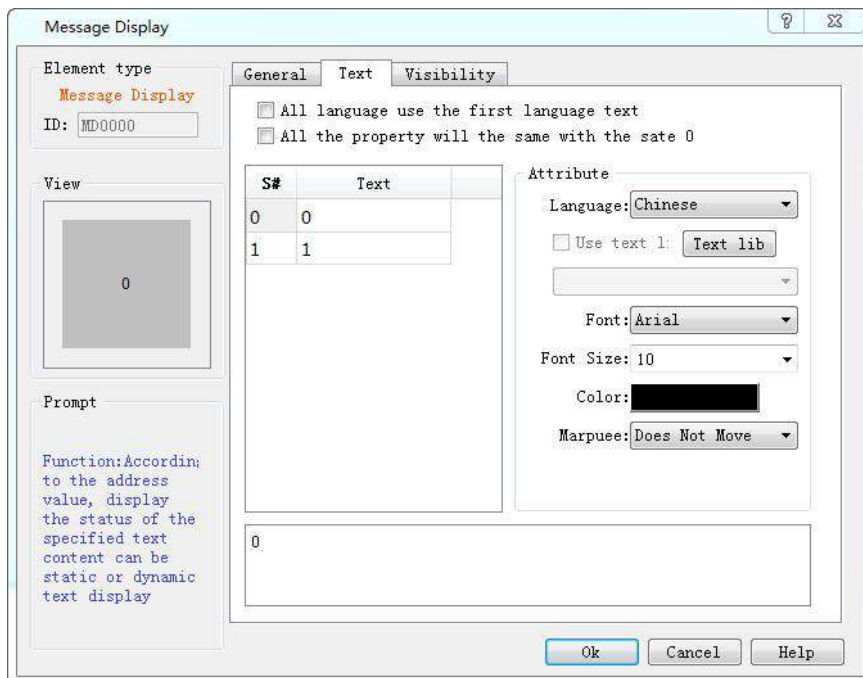 Message Display
Element type
Message Display
ID: MD0000
View
0
Prompt
Function:Accordin
to the address
value, display
the status of the
specified text
content can be
static or dynamic
text display
General Text Visibility
All language use the first language text
All the property will the same with the sate 0
S# Text
0 0
1 1
Attribute
Language: Chinese
Use text l Text lib
Font: Arial
Font Size: 10
Color:
Marpuee: Does Not Move
0
Ok Cancel Help